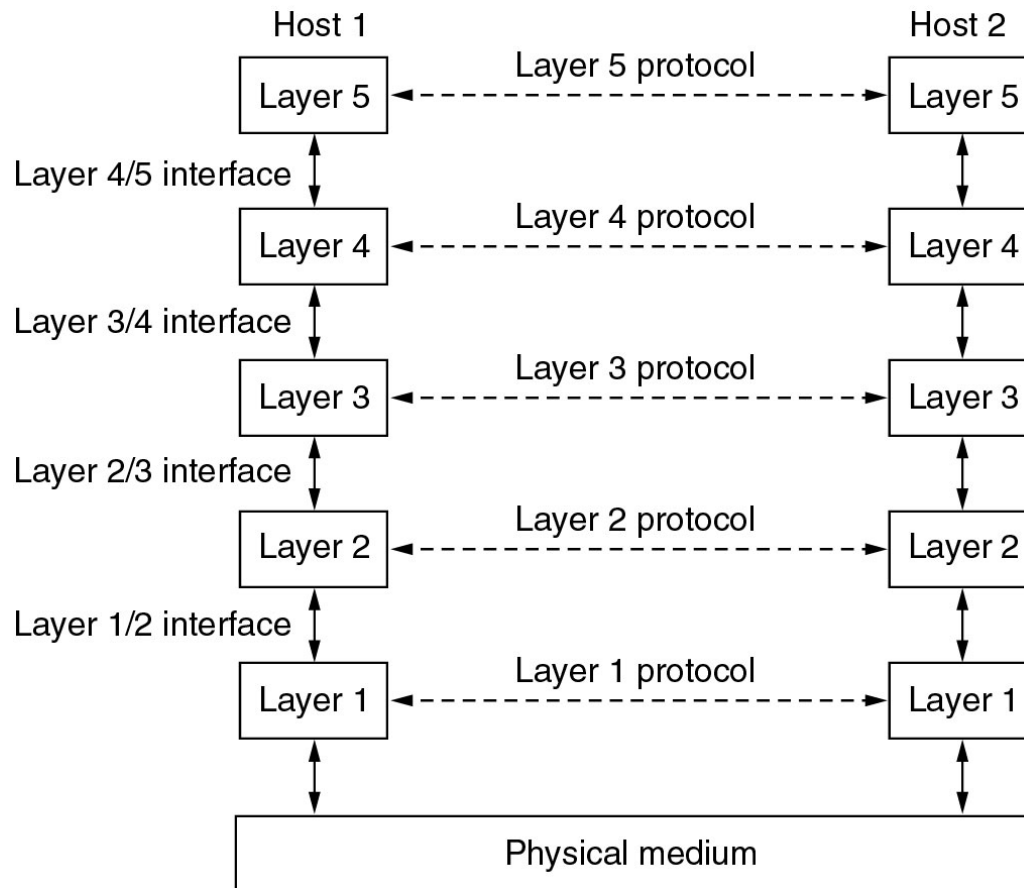 Host 1
Host 2
Layer 5 protocol
Layer 5
Layer 5
Layer 4/5 interface
Layer 4 protocol
Layer 4
Layer 4
Layer 3/4 interface
Layer 3 protocol
Layer 3
Layer 3
Layer 2/3 interface
Layer 2 protocol
Layer 2
Layer 2
Layer 1/2 interface
Layer 1 protocol
Layer 1
Layer 1
Physical medium